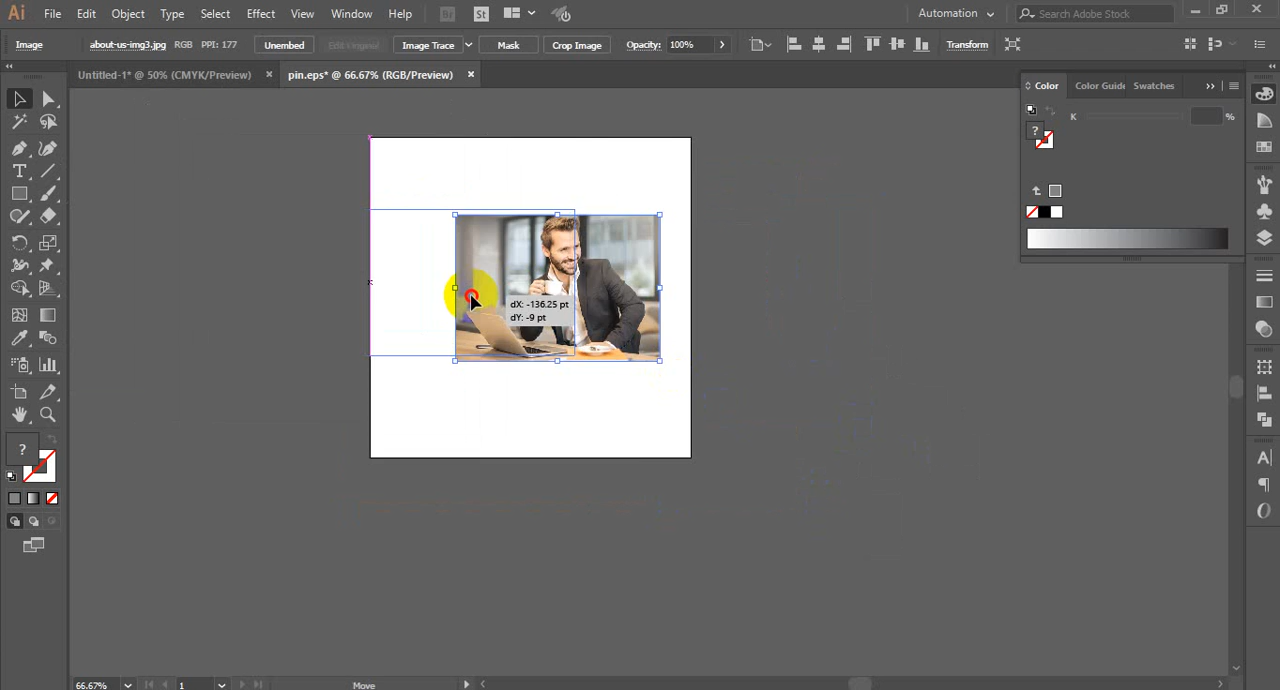 Ai File Edit Object Type Select Effect View Window Help Br St Automation Search Adobe Stock
Image about-us-img3.jpg RGB PPI: 177 Unembed Edit Original Image Trace Mask Crop Image Opacity: 100% Transform
Untitled-1* @ 50% (CMYK/Preview) × pin.eps* @ 66.67% (RGB/Preview) ×
Color Color Guide Swatches
K %
?
T
dX: -136.25 pt
dY: -9 pt
?
A
66.67% 1 Move